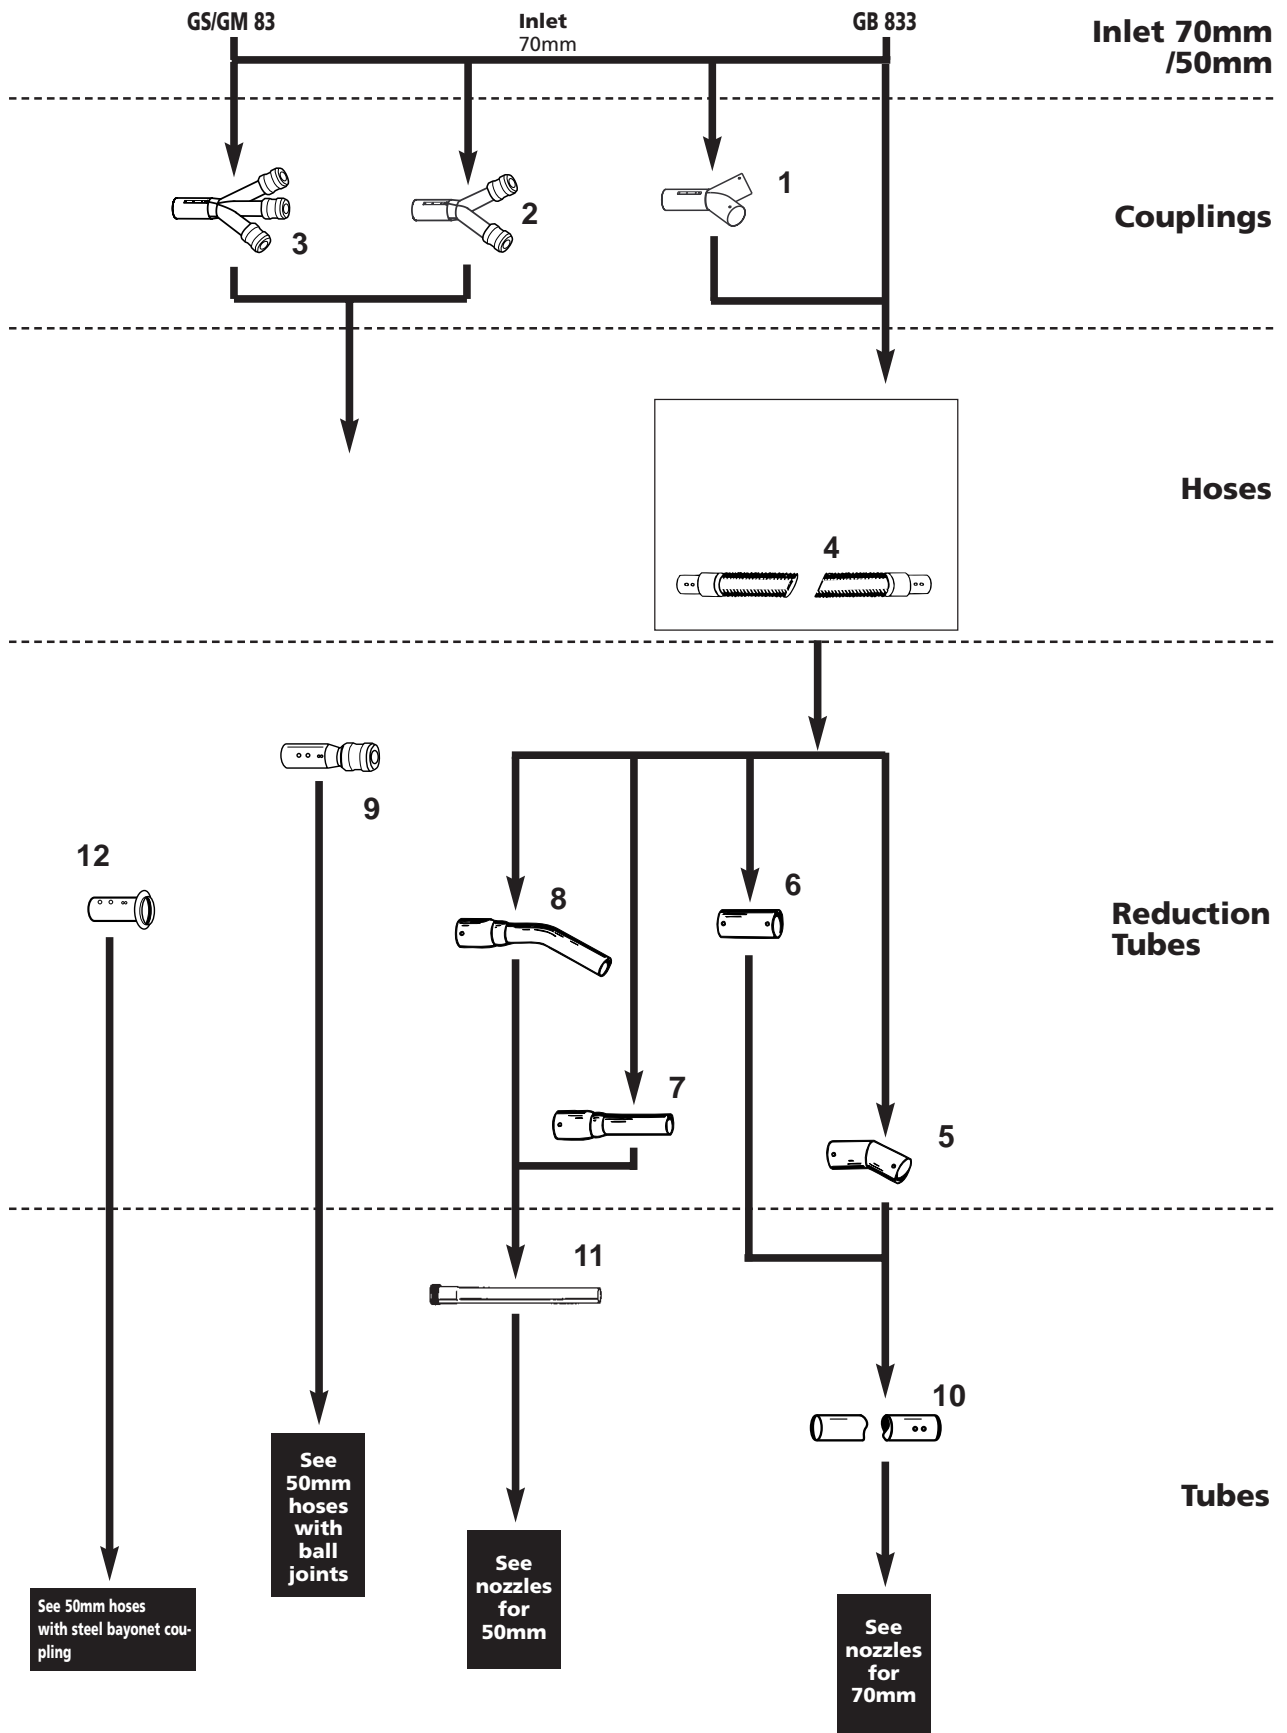 GS/GM 83
Inlet
70mm
GB 833
Inlet 70mm
/50mm
1
2
3
Couplings
4
Hoses
9
12
8
6
7
5
Reduction
Tubes
11
10
Tubes
See
50mm
hoses
with
ball
joints
See
nozzles
for
50mm
See 50mm hoses
with steel bayonet cou-
pling
See
nozzles
for
70mm